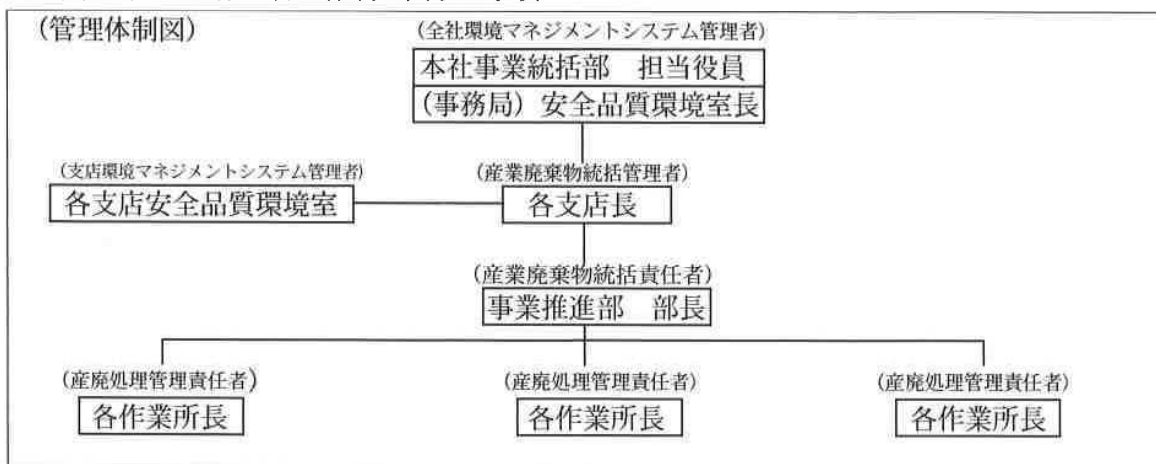 (管理体制図)
(全社環境マネジメントシステム管理者)
本社事業統括部　担当役員
(事務局) 安全品質環境室長
(支店環境マネジメントシステム管理者)
各支店安全品質環境室
(産業廃棄物統括管理者)
各支店長
(産業廃棄物統括責任者)
事業推進部　部長
(産廃処理管理責任者)
各作業所長
(産廃処理管理責任者)
各作業所長
(産廃処理管理責任者)
各作業所長